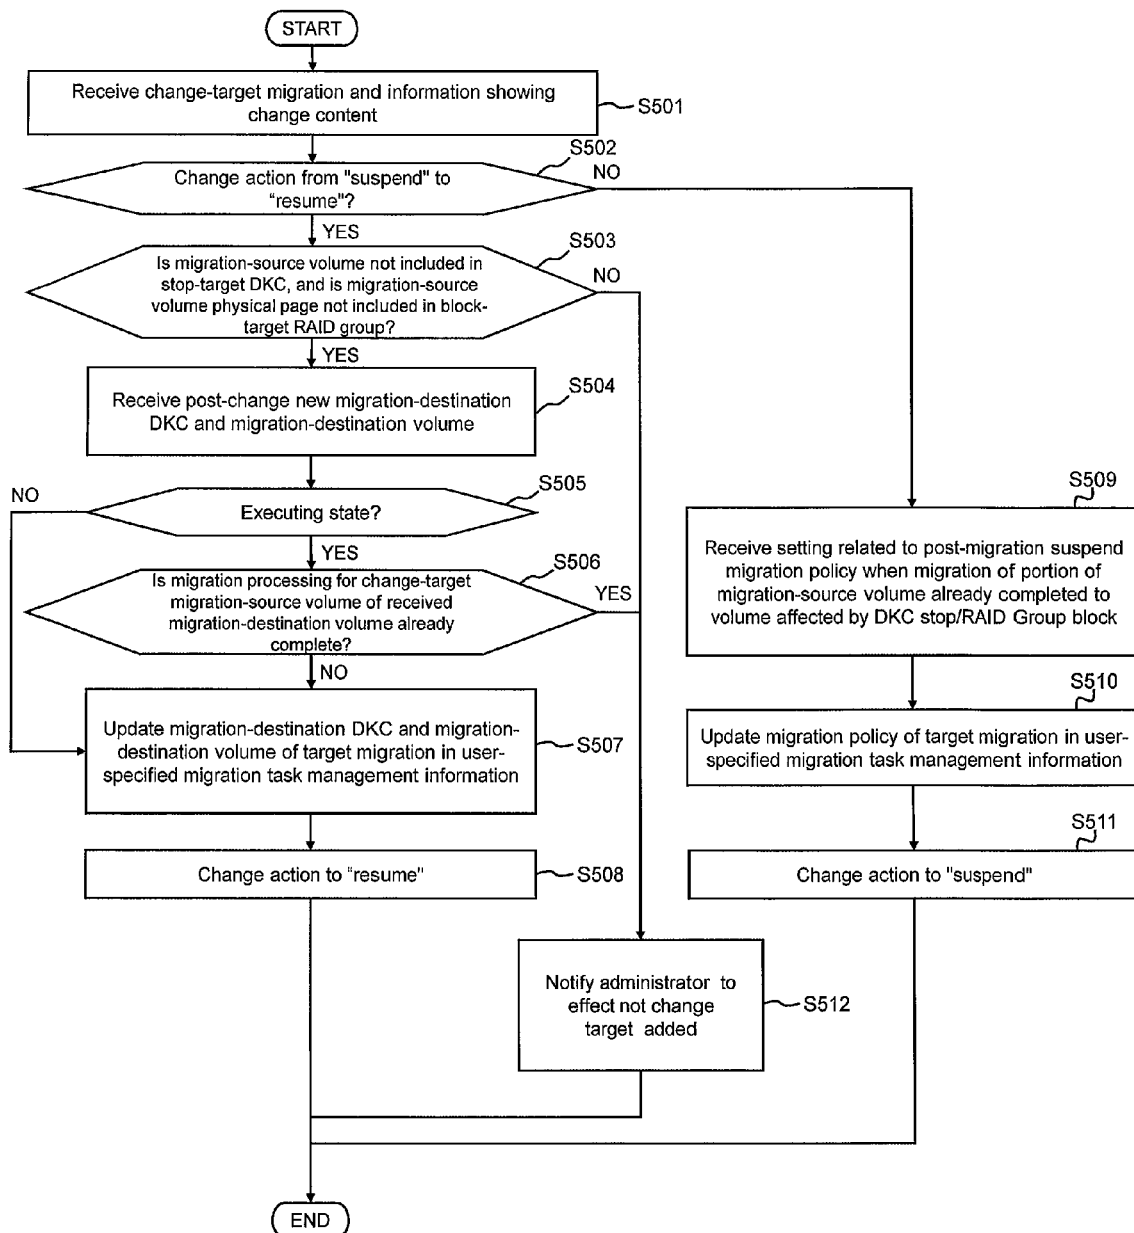 START
Receive change-target migration and information showing
change content
S501
S502
Change action from "suspend" to
"resume"?
NO
YES
S503
Is migration-source volume not included in
stop-target DKC, and is migration-source
volume physical page not included in block-
target RAID group?
NO
YES
S504
Receive post-change new migration-destination
DKC and migration-destination volume
S505
NO
Executing state?
YES
S506
Is migration processing for change-target
migration-source volume of received
migration-destination volume already
complete?
YES
NO
Update migration-destination DKC and migration-
destination volume of target migration in user-
specified migration task management information
S507
Change action to "resume"
S508
S509
Receive setting related to post-migration suspend
migration policy when migration of portion of
migration-source volume already completed to
volume affected by DKC stop/RAID Group block
S510
Update migration policy of target migration in user-
specified migration task management information
S511
Change action to "suspend"
Notify administrator to
effect not change
target added
S512
END